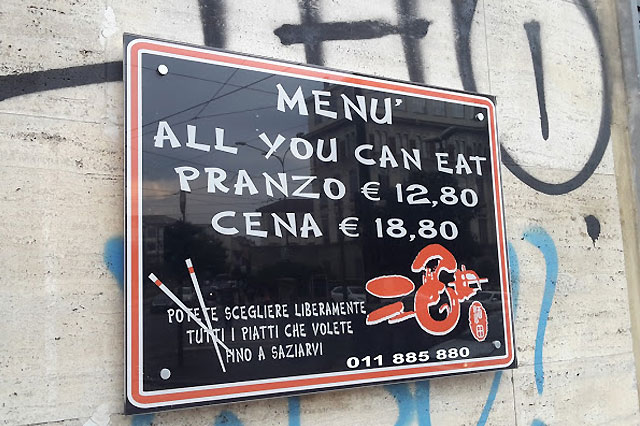 MENU'
ALL YOU CAN EAT
PRANZO € 12,80
CENA € 18,80
POTETE SCEGLIERE LIBERAMENTE
TUTTI I PIATTI CHE VOLETE
FINO A SAZIARVI
011 885 880